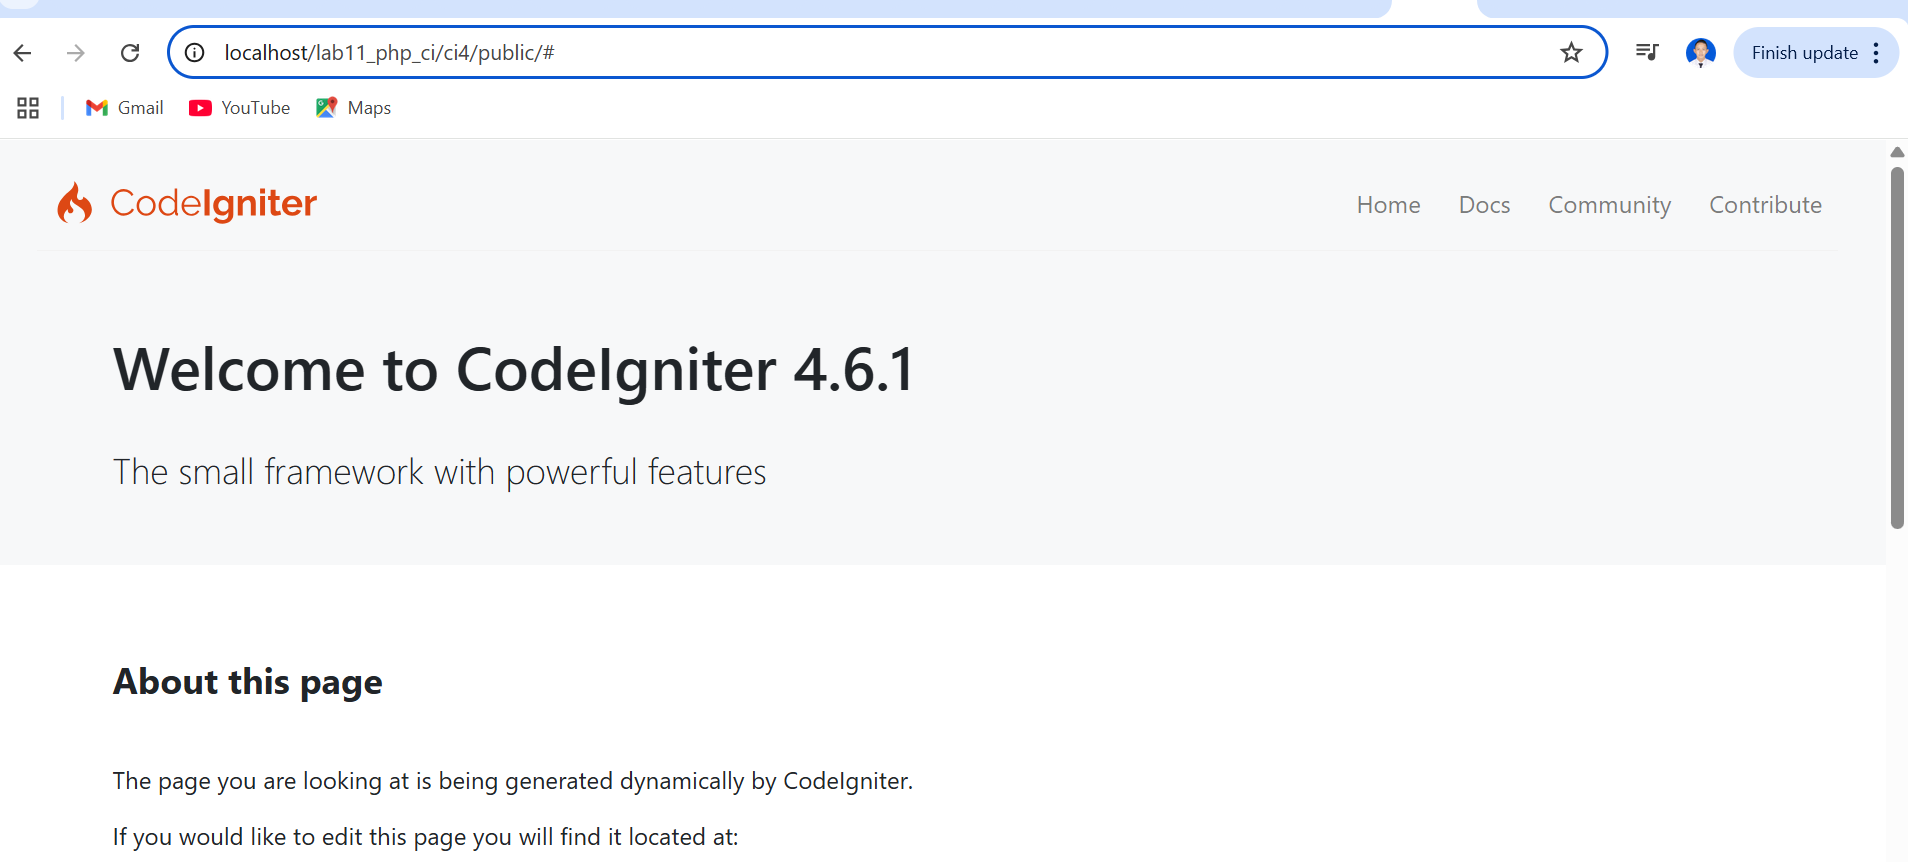 localhost/lab11_php_ci/ci4/public/#
Finish update
Gmail YouTube Maps
CodeIgniter
Home Docs Community Contribute
Welcome to CodeIgniter 4.6.1
The small framework with powerful features
About this page
The page you are looking at is being generated dynamically by CodeIgniter.
If you would like to edit this page you will find it located at: